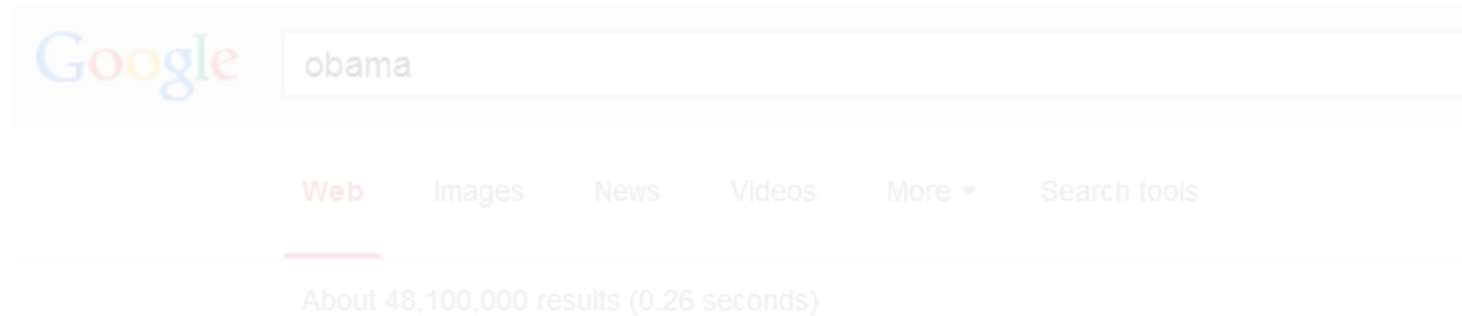 Google obama
Web Images News Videos More Search tools
About 48,100,000 results (0.26 seconds)